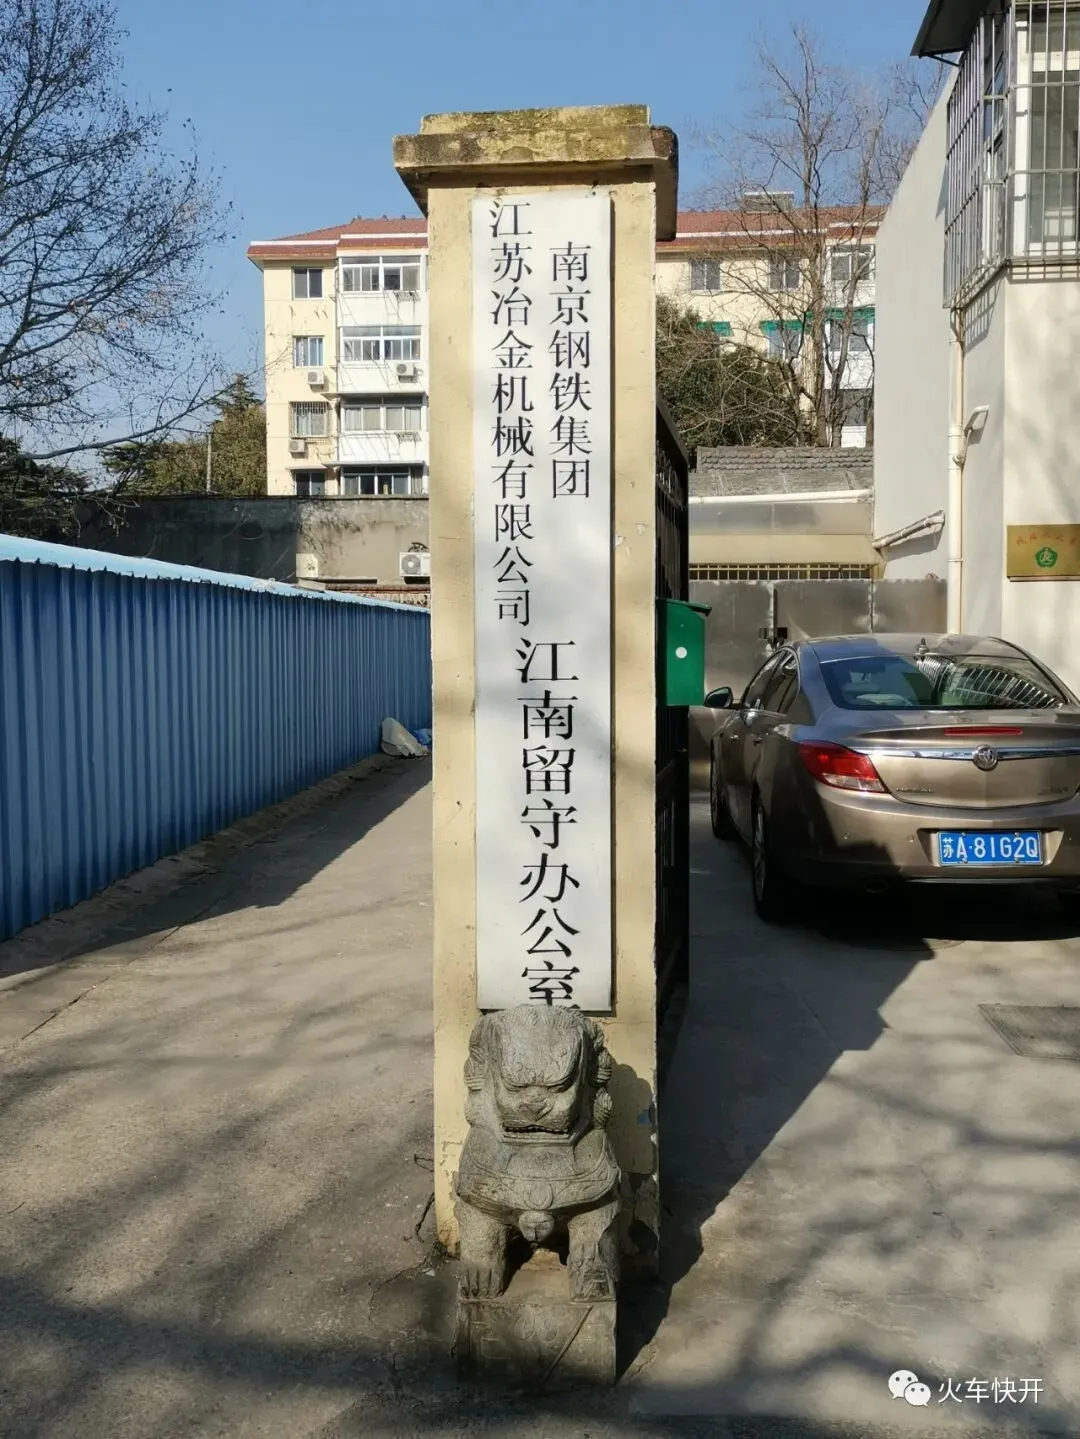 南京钢铁集团
江苏冶金机械有限公司
江南留守办公室
苏A·81G2Q
火车快开